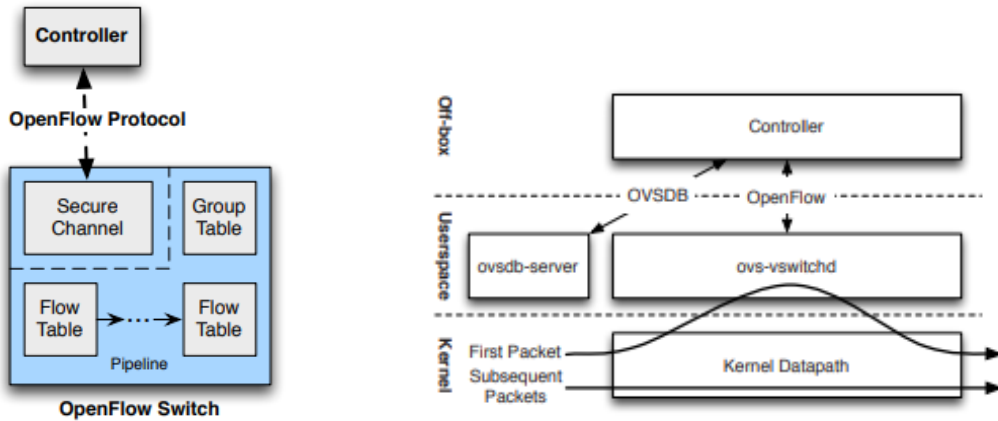 Controller
OpenFlow Protocol
Secure
Channel
Group
Table
Flow
Table
Flow
Table
Pipeline
OpenFlow Switch
Off-box
Controller
OVSDB
OpenFlow
Userspace
ovsdb-server
ovs-vswitchd
Kernel
First Packet
Subsequent
Packets
Kernel Datapath